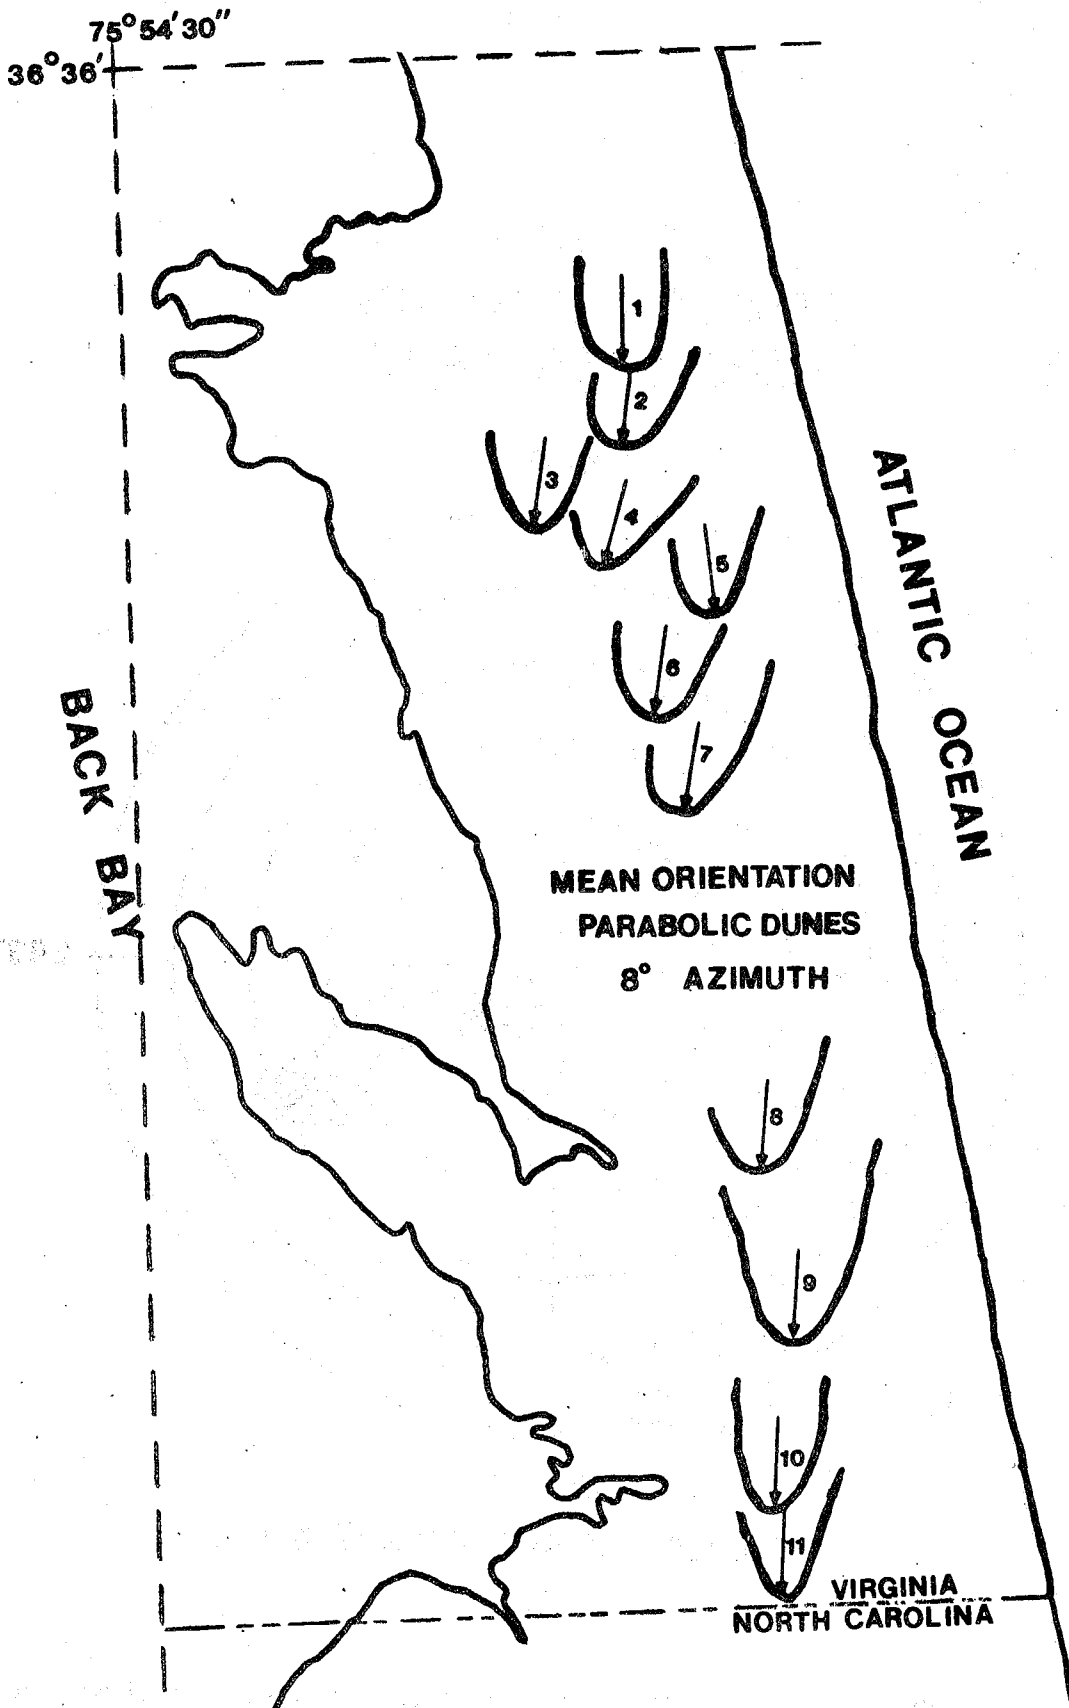 75°54'30"
36°36'
1
2
3
4
5
6
7
ATLANTIC OCEAN
BACK BAY
MEAN ORIENTATION
PARABOLIC DUNES
8° AZIMUTH
8
9
10
11
VIRGINIA
NORTH CAROLINA